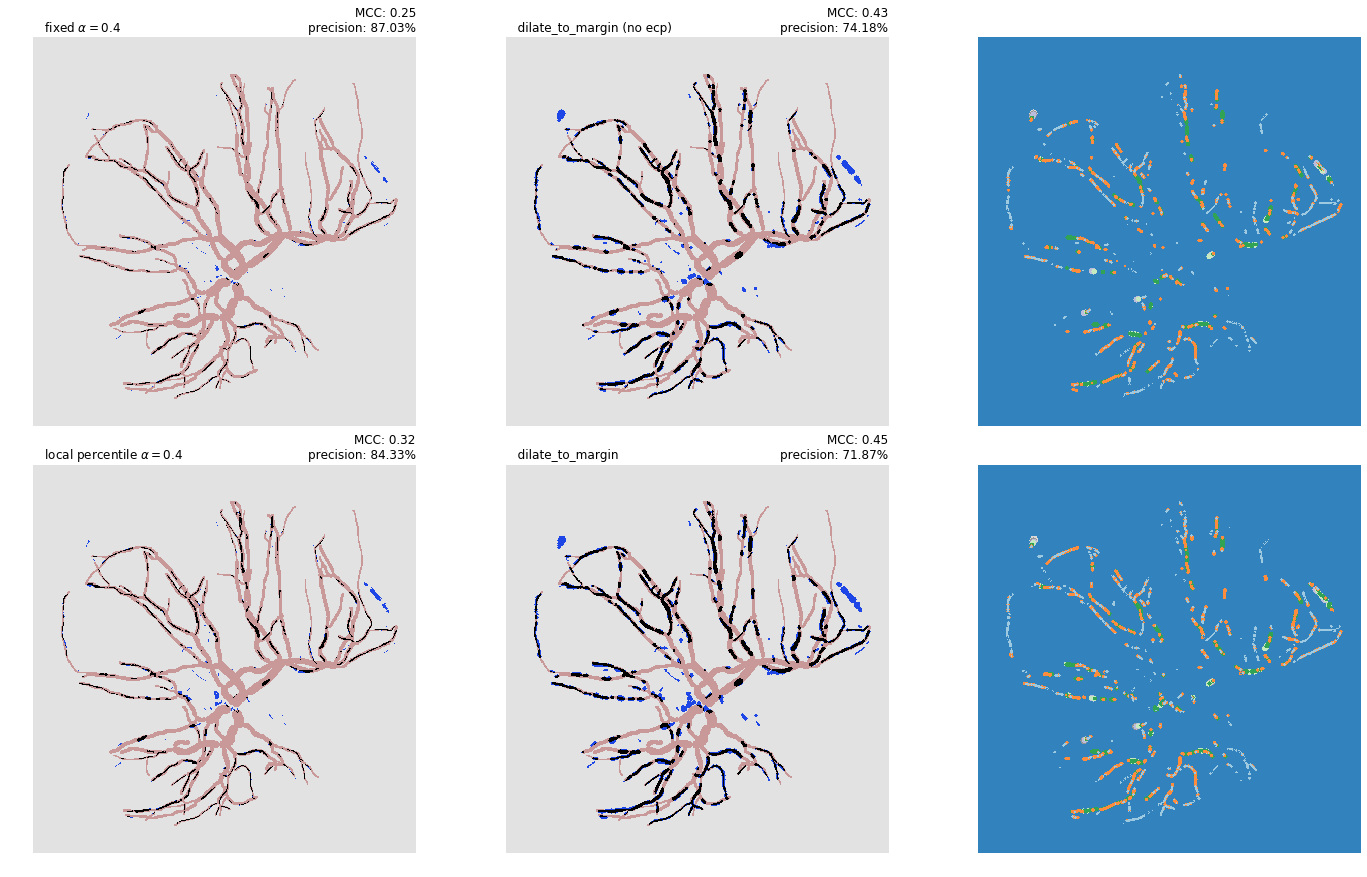 MCC: 0.25
fixed α = 0.4 precision: 87.03%
MCC: 0.43
dilate_to_margin (no ecp) precision: 74.18%
MCC: 0.32
local percentile α = 0.4 precision: 84.33%
MCC: 0.45
dilate_to_margin precision: 71.87%